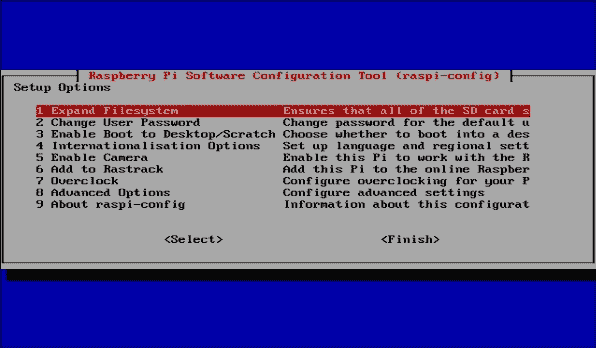 Raspberry Pi Software Configuration Tool (raspi-config)
Setup Options
1 Expand Filesystem Ensures that all of the SD card s
2 Change User Password Change password for the default u
3 Enable Boot to Desktop/Scratch Choose whether to boot into a des
4 Internationalisation Options Set up language and regional sett
5 Enable Camera Enable this Pi to work with the R
6 Add to Rastrack Add this Pi to the online Raspber
7 Overclock Configure overclocking for your P
8 Advanced Options Configure advanced settings
9 About raspi-config Information about this configurat
<Select> <Finish>